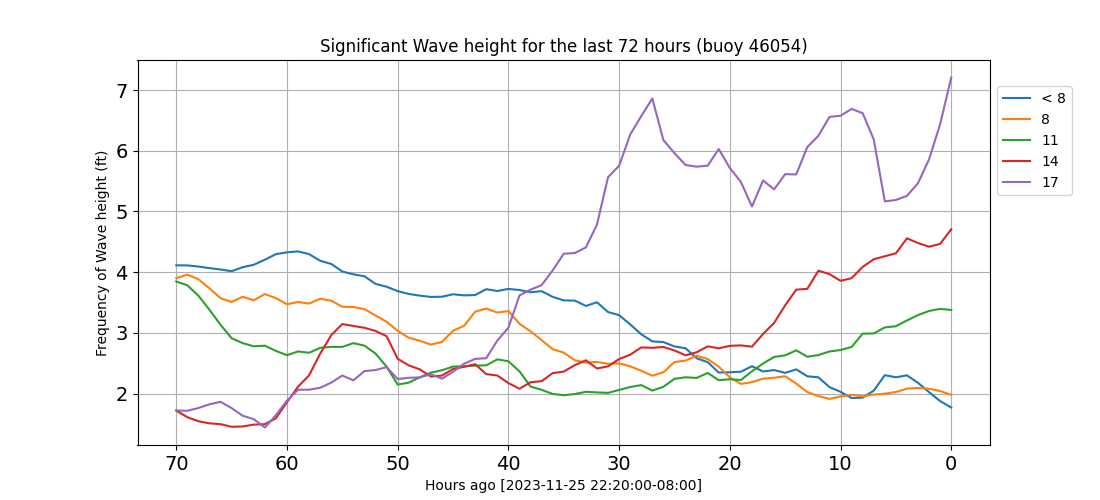 Significant Wave height for the last 72 hours (buoy 46054)
Frequency of Wave height (ft)
7
6
5
4
3
2
70 60 50 40 30 20 10 0
Hours ago [2023-11-25 22:20:00-08:00]
< 8
8
11
14
17